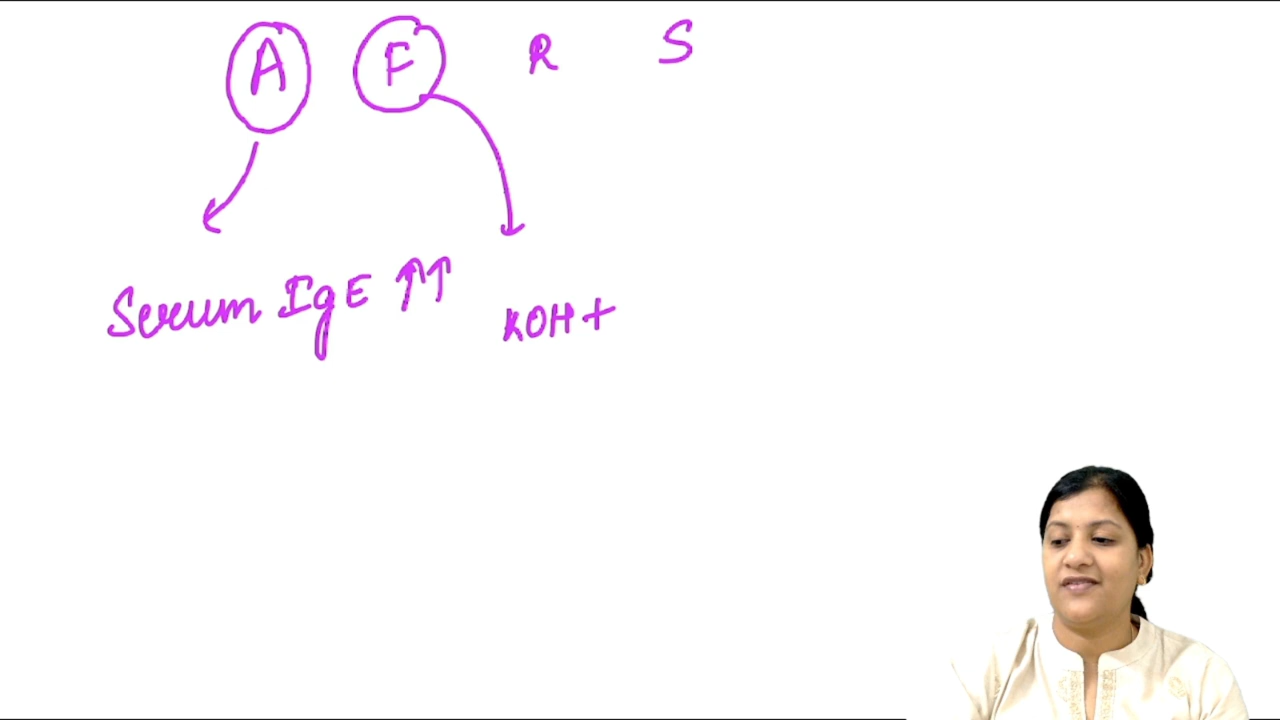 A F R S
Serum IgE ↑↑
KOH+